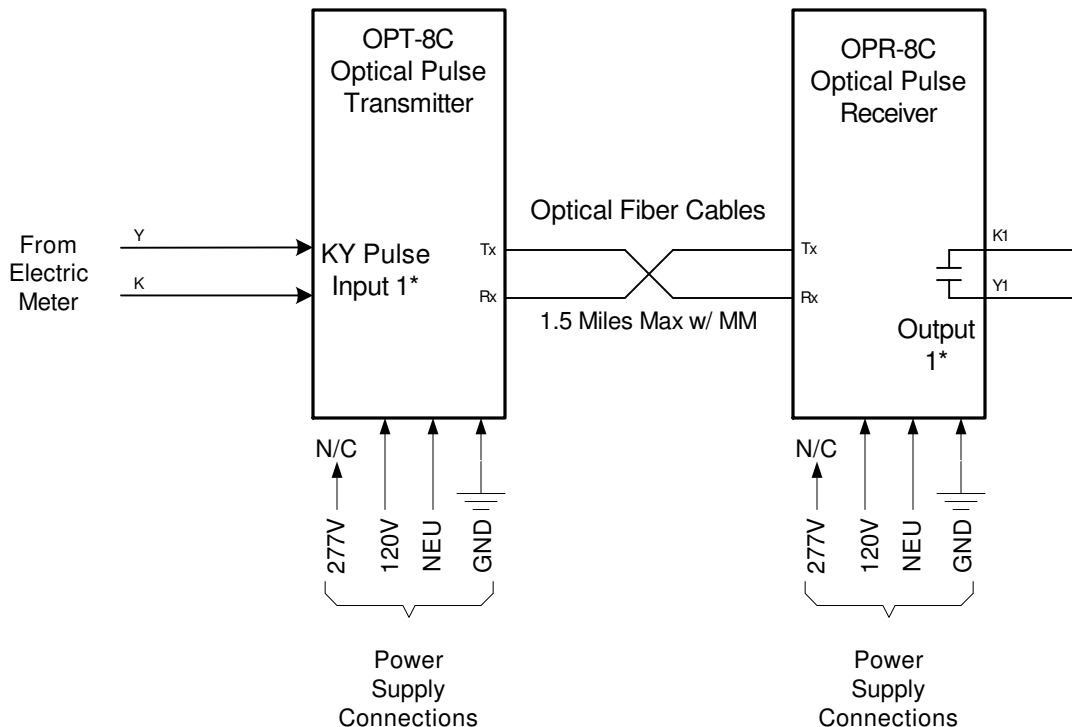 OPT-8C
Optical Pulse
Transmitter
OPR-8C
Optical Pulse
Receiver
From
Electric
Meter
Y
K
KY Pulse
Input 1*
Tx
Rx
Optical Fiber Cables
1.5 Miles Max w/ MM
Tx
Rx
K1
Y1
Output
1*
N/C
277V
120V
NEU
GND
Power
Supply
Connections
N/C
277V
120V
NEU
GND
Power
Supply
Connections